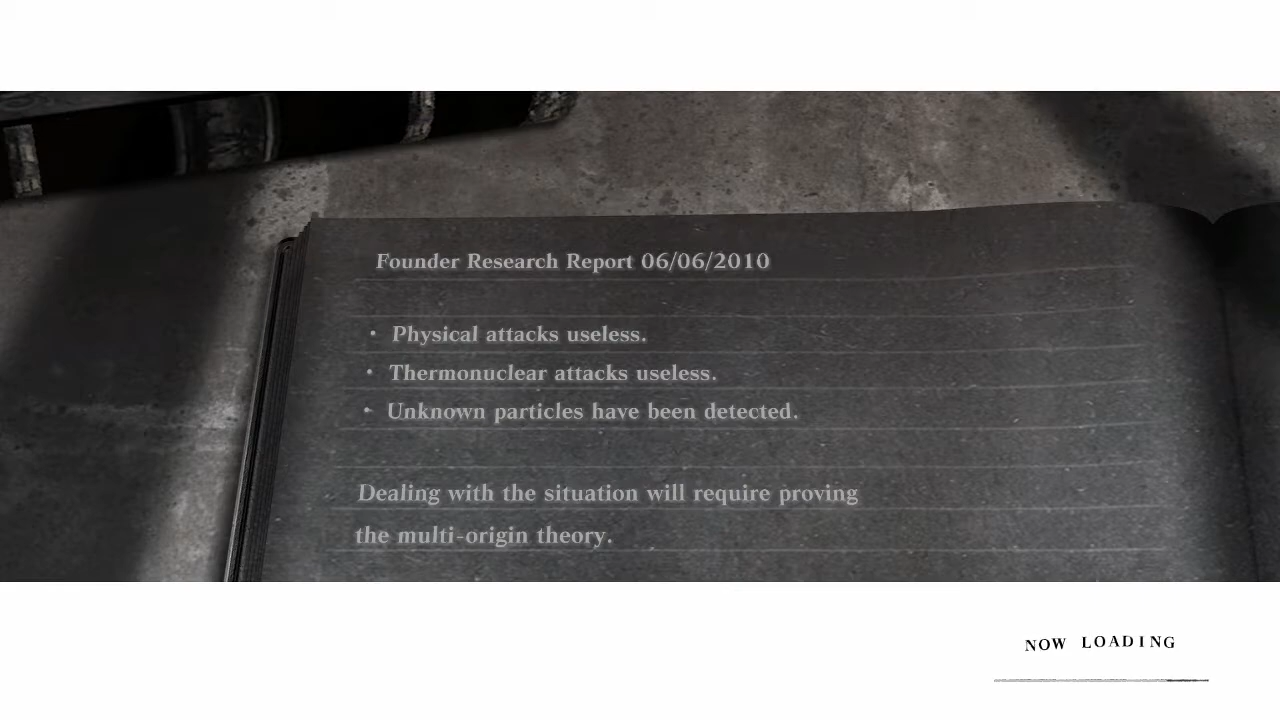 Founder Research Report 06/06/2010
・ Physical attacks useless.
・ Thermonuclear attacks useless.
・ Unknown particles have been detected.
Dealing with the situation will require proving
the multi-origin theory.
NOW LOADING